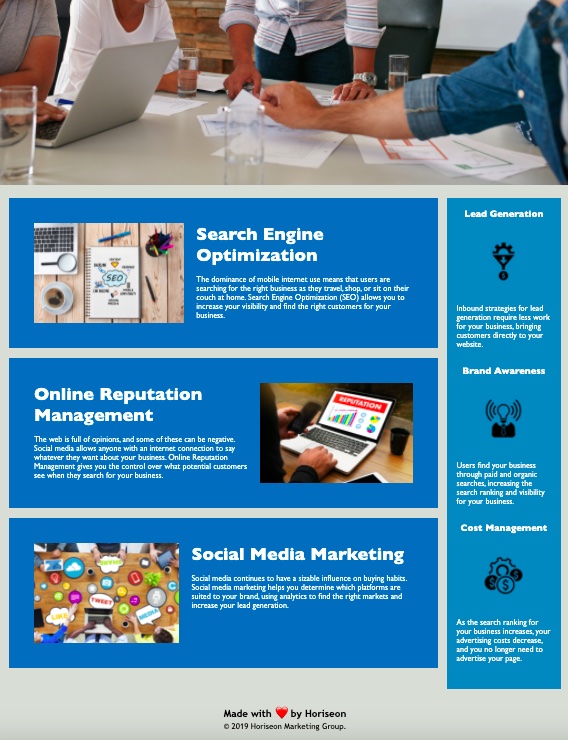 Search Engine
Optimization
The dominance of mobile internet use means that users are
searching for the right business as they travel, shop, or sit on their
couch at home. Search Engine Optimization (SEO) allows you to
increase your visibility and find the right customers for your
business.
SEO
Online Reputation
Management
The web is full of opinions, and some of these can be negative.
Social media allows anyone with an internet connection to say
whatever they want about your business. Online Reputation
Management gives you the control over what potential customers
see when they search for your business.
REPUTATION
Social Media Marketing
Social media continues to have a sizable influence on buying habits.
Social media marketing helps you determine which platforms are
suited to your brand, using analytics to find the right markets and
increase your lead generation.
TWEET
LIKE
MEDIA
Lead Generation
Inbound strategies for lead
generation require less work
for your business, bringing
customers directly to your
website.
Brand Awareness
Users find your business
through paid and organic
searches, increasing the
search ranking and visibility
for your business.
Cost Management
As the search ranking for
your business increases, your
advertising costs decrease,
and you no longer need to
advertise your page.
Made with ❤️ by Horiseon
© 2019 Horiseon Marketing Group.